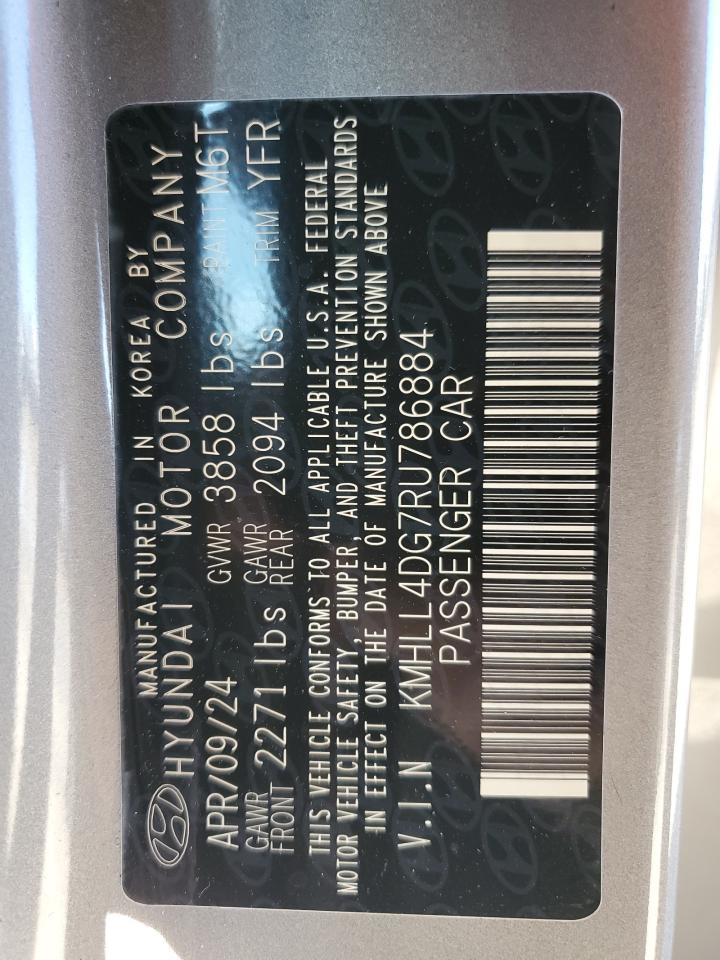 MANUFACTURED IN KOREA BY
HYUNDAI MOTOR COMPANY
APR/09/24 GVWR 3858 lbs PAINT M6T
GAWR FRONT 2271 lbs GAWR REAR 2094 lbs TRIM YFR
THIS VEHICLE CONFORMS TO ALL APPLICABLE U.S.A. FEDERAL
MOTOR VEHICLE SAFETY, BUMPER, AND THEFT PREVENTION STANDARDS
IN EFFECT ON THE DATE OF MANUFACTURE SHOWN ABOVE
V.I.N KMHLL4DG7RU786884
PASSENGER CAR